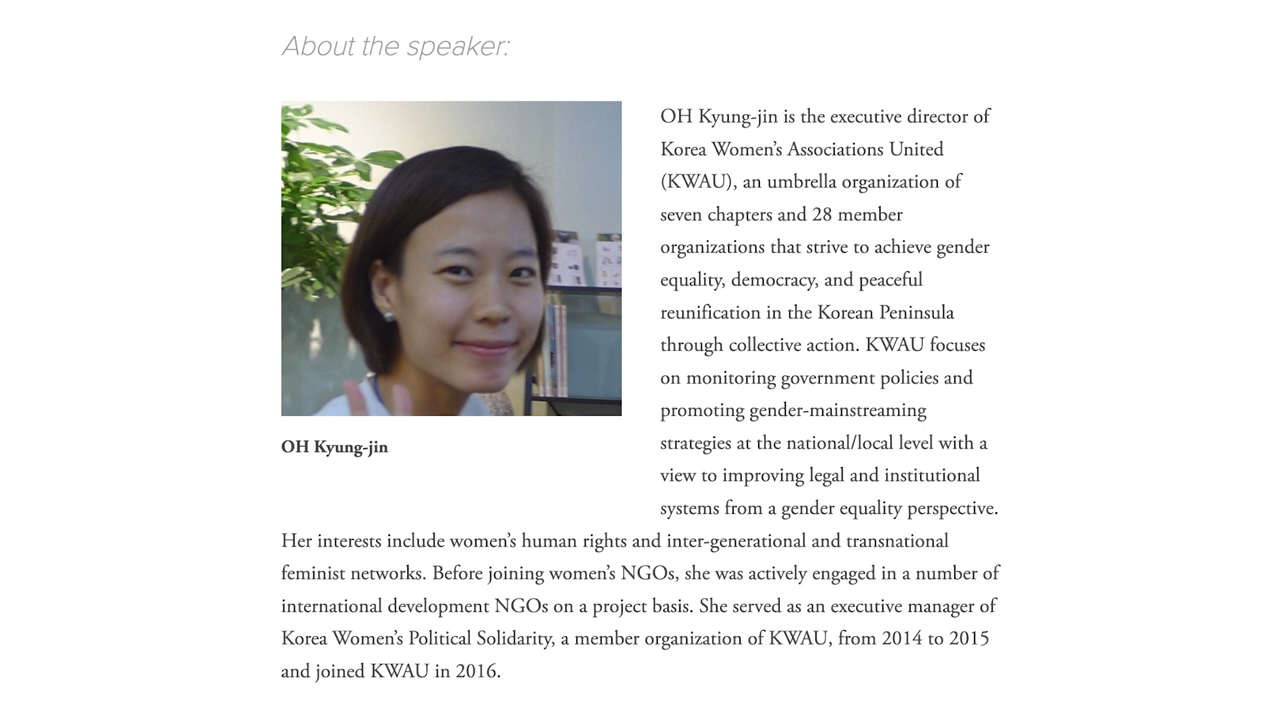 About the speaker:
OH Kyung-jin is the executive director of
Korea Women’s Associations United
(KWAU), an umbrella organization of
seven chapters and 28 member
organizations that strive to achieve gender
equality, democracy, and peaceful
reunification in the Korean Peninsula
through collective action. KWAU focuses
on monitoring government policies and
promoting gender-mainstreaming
strategies at the national/local level with a
view to improving legal and institutional
systems from a gender equality perspective.
OH Kyung-jin
Her interests include women’s human rights and inter-generational and transnational
feminist networks. Before joining women’s NGOs, she was actively engaged in a number of
international development NGOs on a project basis. She served as an executive manager of
Korea Women’s Political Solidarity, a member organization of KWAU, from 2014 to 2015
and joined KWAU in 2016.